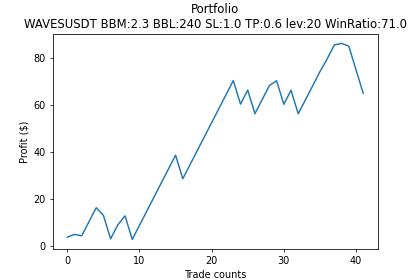 Portfolio
WAVESUSDT BBM:2.3 BBL:240 SL:1.0 TP:0.6 lev:20 WinRatio:71.0
Profit ($)
80
60
40
20
0
0
10
20
30
40
Trade counts